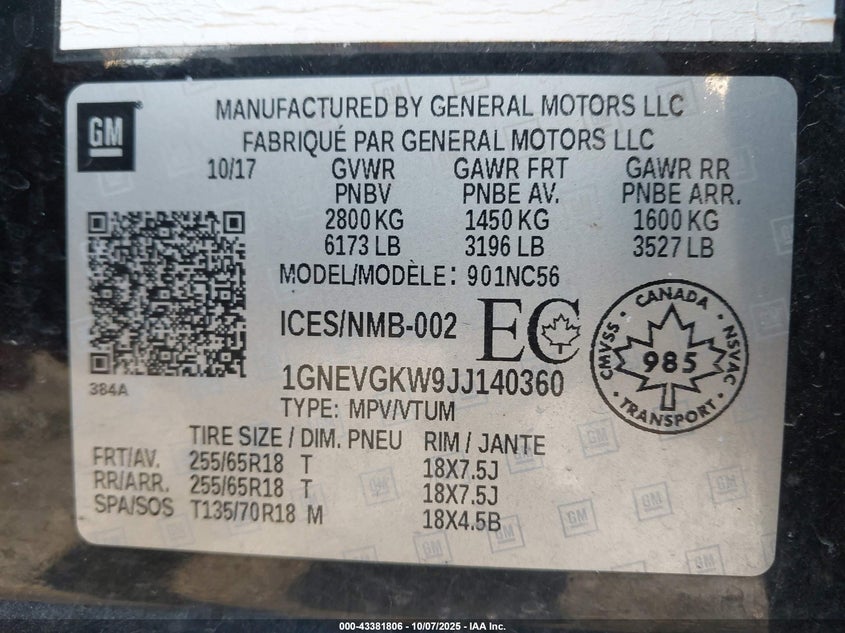 GM
MANUFACTURED BY GENERAL MOTORS LLC
FABRIQUÉ PAR GENERAL MOTORS LLC
10/17 GVWR GAWR FRT GAWR RR
PNBV PNBE AV. PNBE ARR.
2800 KG 1450 KG 1600 KG
6173 LB 3196 LB 3527 LB
MODEL/MODÈLE: 901NC56
ICES/NMB-002 EC
CANADA
CMVSS NSVAC
985
TRANSPORT
384A
1GNEVGKW9JJ140360
TYPE: MPV/VTUM
TIRE SIZE / DIM. PNEU RIM / JANTE
FRT/AV. 255/65R18 T 18X7.5J
RR/ARR. 255/65R18 T 18X7.5J
SPA/SOS T135/70R18 M 18X4.5B
000-43381806 - 10/07/2025 - IAA Inc.